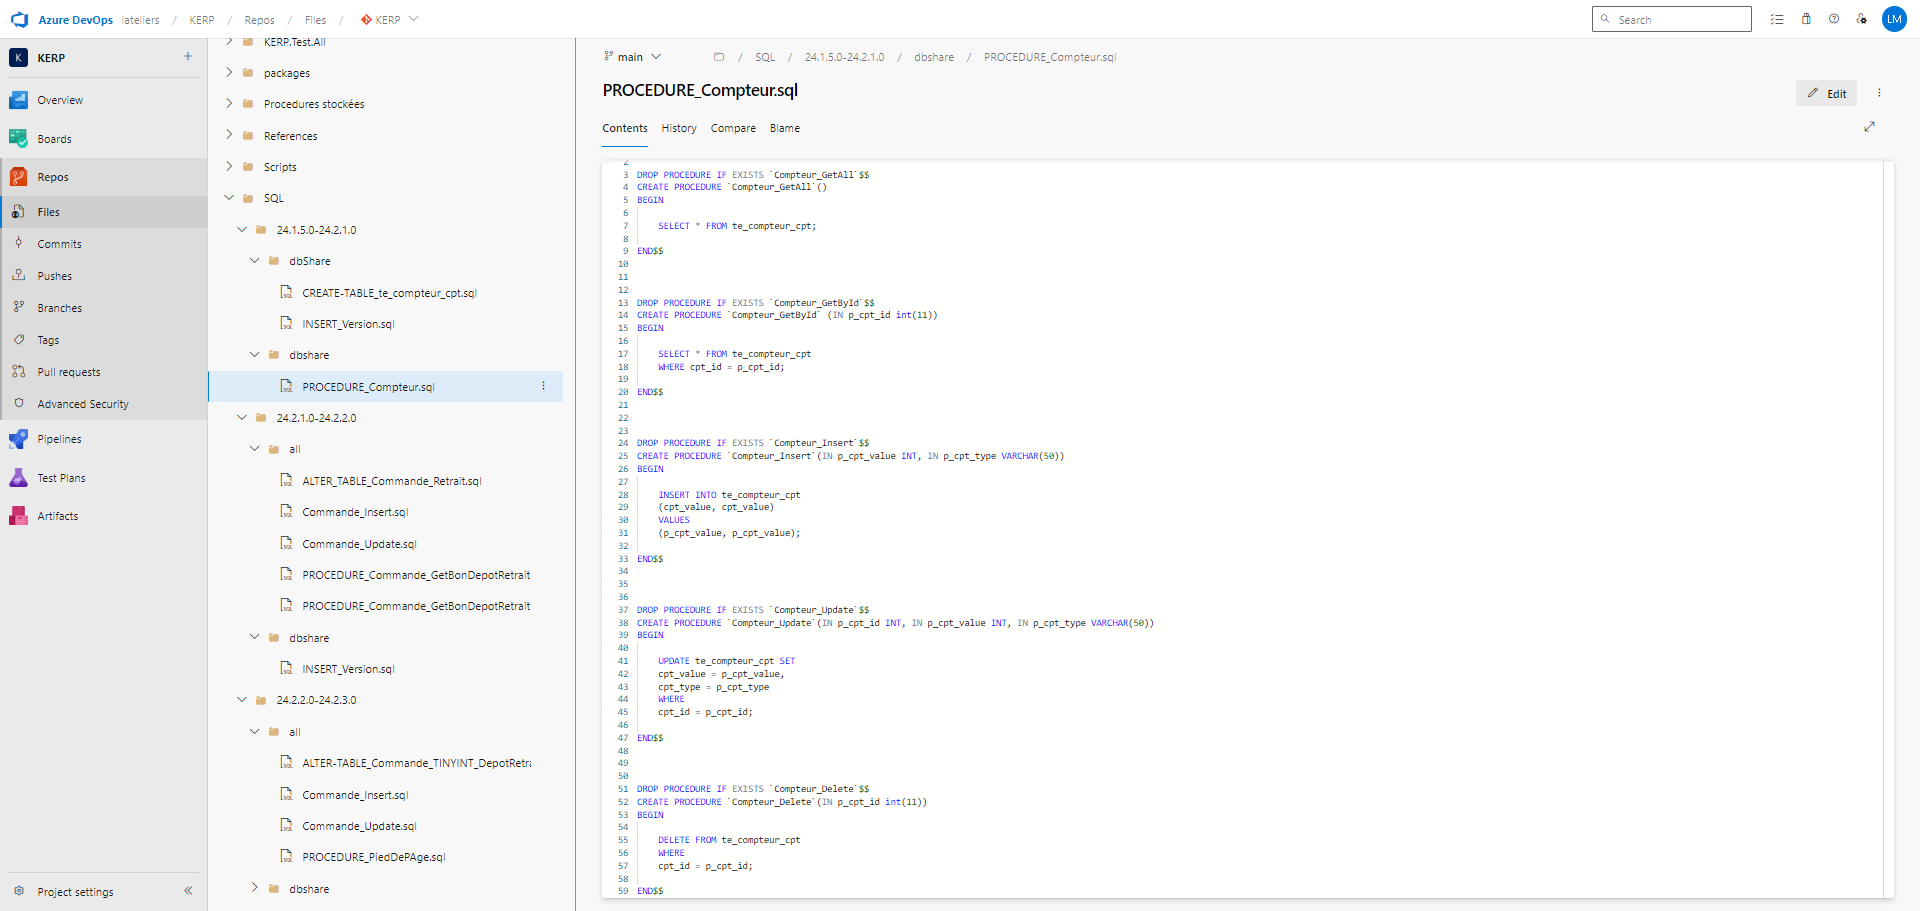 Azure DevOps lateliers / KERP / Repos / Files / KERP
Search
LM
K KERP
Overview
Boards
Repos
Files
Commits
Pushes
Branches
Tags
Pull requests
Advanced Security
Pipelines
Test Plans
Artifacts
Project settings
KERP.Test.All
packages
Procedures stockées
References
Scripts
SQL
24.1.5.0-24.2.1.0
dbShare
CREATE-TABLE_te_compteur_cpt.sql
INSERT_Version.sql
dbshare
PROCEDURE_Compteur.sql
24.2.1.0-24.2.2.0
all
ALTER_TABLE_Commande_Retrait.sql
Commande_Insert.sql
Commande_Update.sql
PROCEDURE_Commande_GetBonDepotRetrait
PROCEDURE_Commande_GetBonDepotRetrait
dbshare
INSERT_Version.sql
24.2.2.0-24.2.3.0
all
ALTER-TABLE_Commande_TINYINT_DepotRetra
Commande_Insert.sql
Commande_Update.sql
PROCEDURE_PiedDePAge.sql
dbshare
main
/ SQL / 24.1.5.0-24.2.1.0 / dbshare / PROCEDURE_Compteur.sql
PROCEDURE_Compteur.sql
Edit
Contents History Compare Blame
2
3 DROP PROCEDURE IF EXISTS `Compteur_GetAll`$$
4 CREATE PROCEDURE `Compteur_GetAll`()
5 BEGIN
6
7 SELECT * FROM te_compteur_cpt;
8
9 END$$
10
11
12
13 DROP PROCEDURE IF EXISTS `Compteur_GetById`$$
14 CREATE PROCEDURE `Compteur_GetById` (IN p_cpt_id int(11))
15 BEGIN
16
17 SELECT * FROM te_compteur_cpt
18 WHERE cpt_id = p_cpt_id;
19
20 END$$
21
22
23
24 DROP PROCEDURE IF EXISTS `Compteur_Insert`$$
25 CREATE PROCEDURE `Compteur_Insert`(IN p_cpt_value INT, IN p_cpt_type VARCHAR(50))
26 BEGIN
27
28 INSERT INTO te_compteur_cpt
29 (cpt_value, cpt_value)
30 VALUES
31 (p_cpt_value, p_cpt_value);
32
33 END$$
34
35
36
37 DROP PROCEDURE IF EXISTS `Compteur_Update`$$
38 CREATE PROCEDURE `Compteur_Update`(IN p_cpt_id INT, IN p_cpt_value INT, IN p_cpt_type VARCHAR(50))
39 BEGIN
40
41 UPDATE te_compteur_cpt SET
42 cpt_value = p_cpt_value,
43 cpt_type = p_cpt_type
44 WHERE
45 cpt_id = p_cpt_id;
46
47 END$$
48
49
50
51 DROP PROCEDURE IF EXISTS `Compteur_Delete`$$
52 CREATE PROCEDURE `Compteur_Delete`(IN p_cpt_id int(11))
53 BEGIN
54
55 DELETE FROM te_compteur_cpt
56 WHERE
57 cpt_id = p_cpt_id;
58
59 END$$